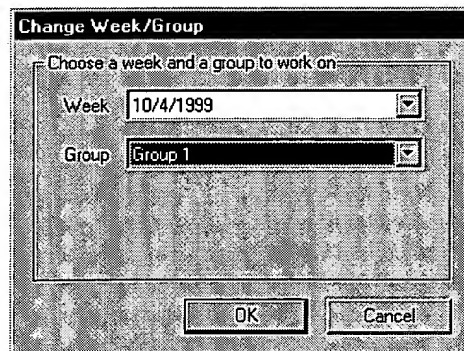 Change Week/Group
Choose a week and a group to work on
Week 10/4/1999
Group Group 1
OK Cancel